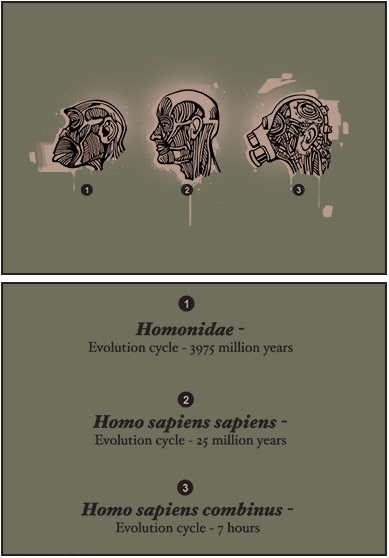 1 2 3
1
Homonidae -
Evolution cycle - 3975 million years
2
Homo sapiens sapiens -
Evolution cycle - 25 million years
3
Homo sapiens combinus -
Evolution cycle - 7 hours